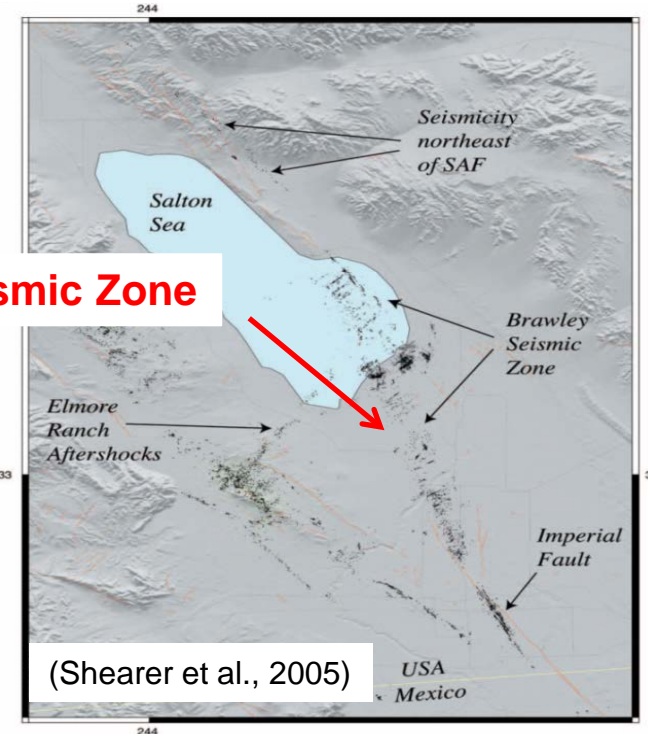 244
Seismicity
northeast
of SAF
Salton
Sea
smic Zone
Brawley
Seismic
Zone
Elmore
Ranch
Aftershocks
33
Imperial
Fault
(Shearer et al., 2005)
USA
Mexico
244